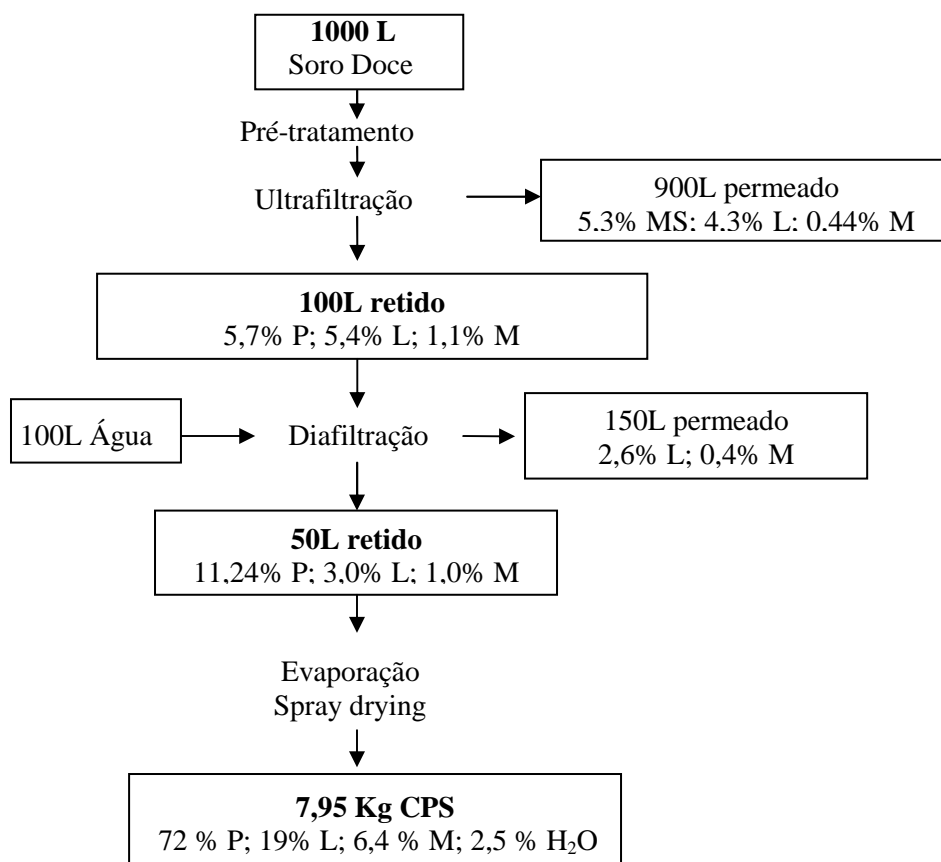 1000 L
Soro Doce
Pré-tratamento
Ultrafiltração
900L permeado
5.3% MS; 4.3% L; 0.44% M
100L retido
5,7% P; 5,4% L; 1,1% M
100L Água
Diafiltração
150L permeado
2,6% L; 0,4% M
50L retido
11,24% P; 3,0% L; 1,0% M
Evaporação
Spray drying
7,95 Kg CPS
72 % P; 19% L; 6,4 % M; 2,5 % H₂O